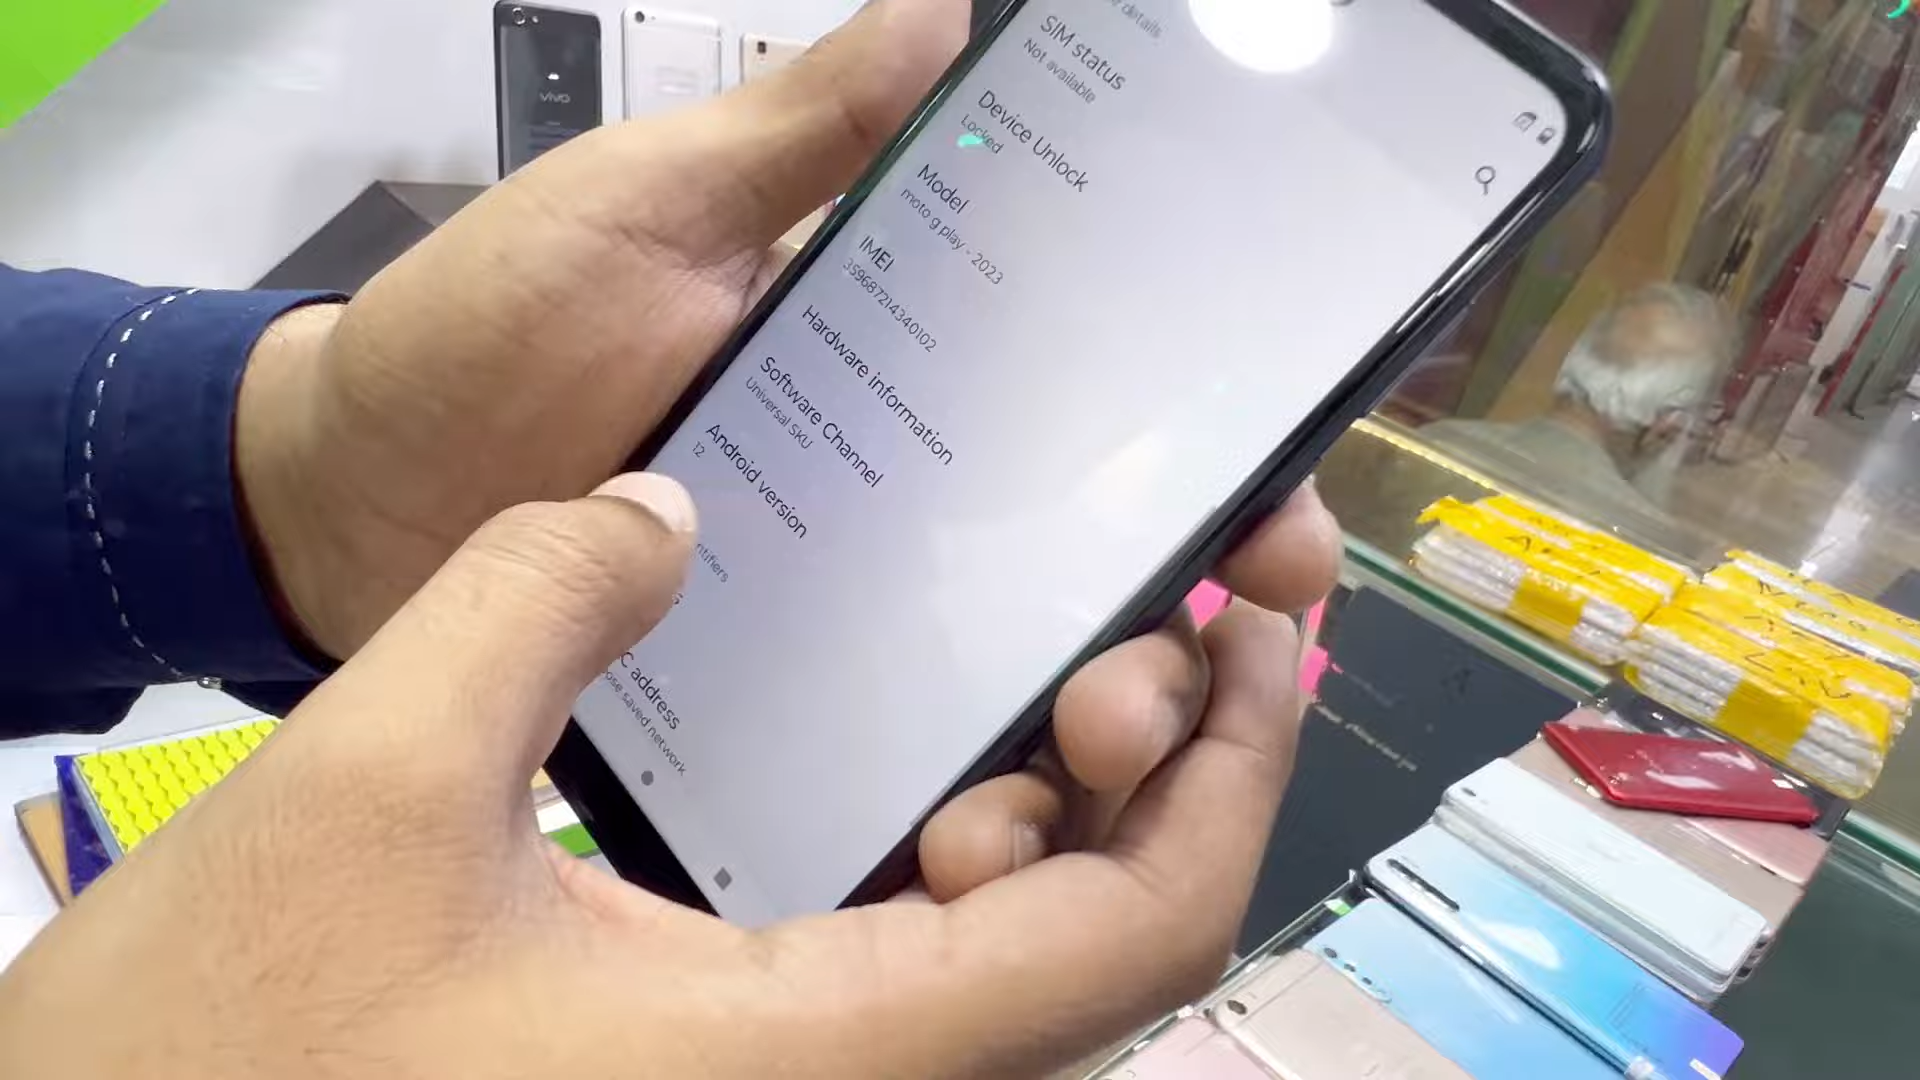 details
SIM status
Not available
Device Unlock
Locked
Model
moto g play - 2023
IMEI
359687214340102
Hardware information
Software Channel
Universal SKU
Android version
12
ntifiers
s
C address
ose saved network
vivo